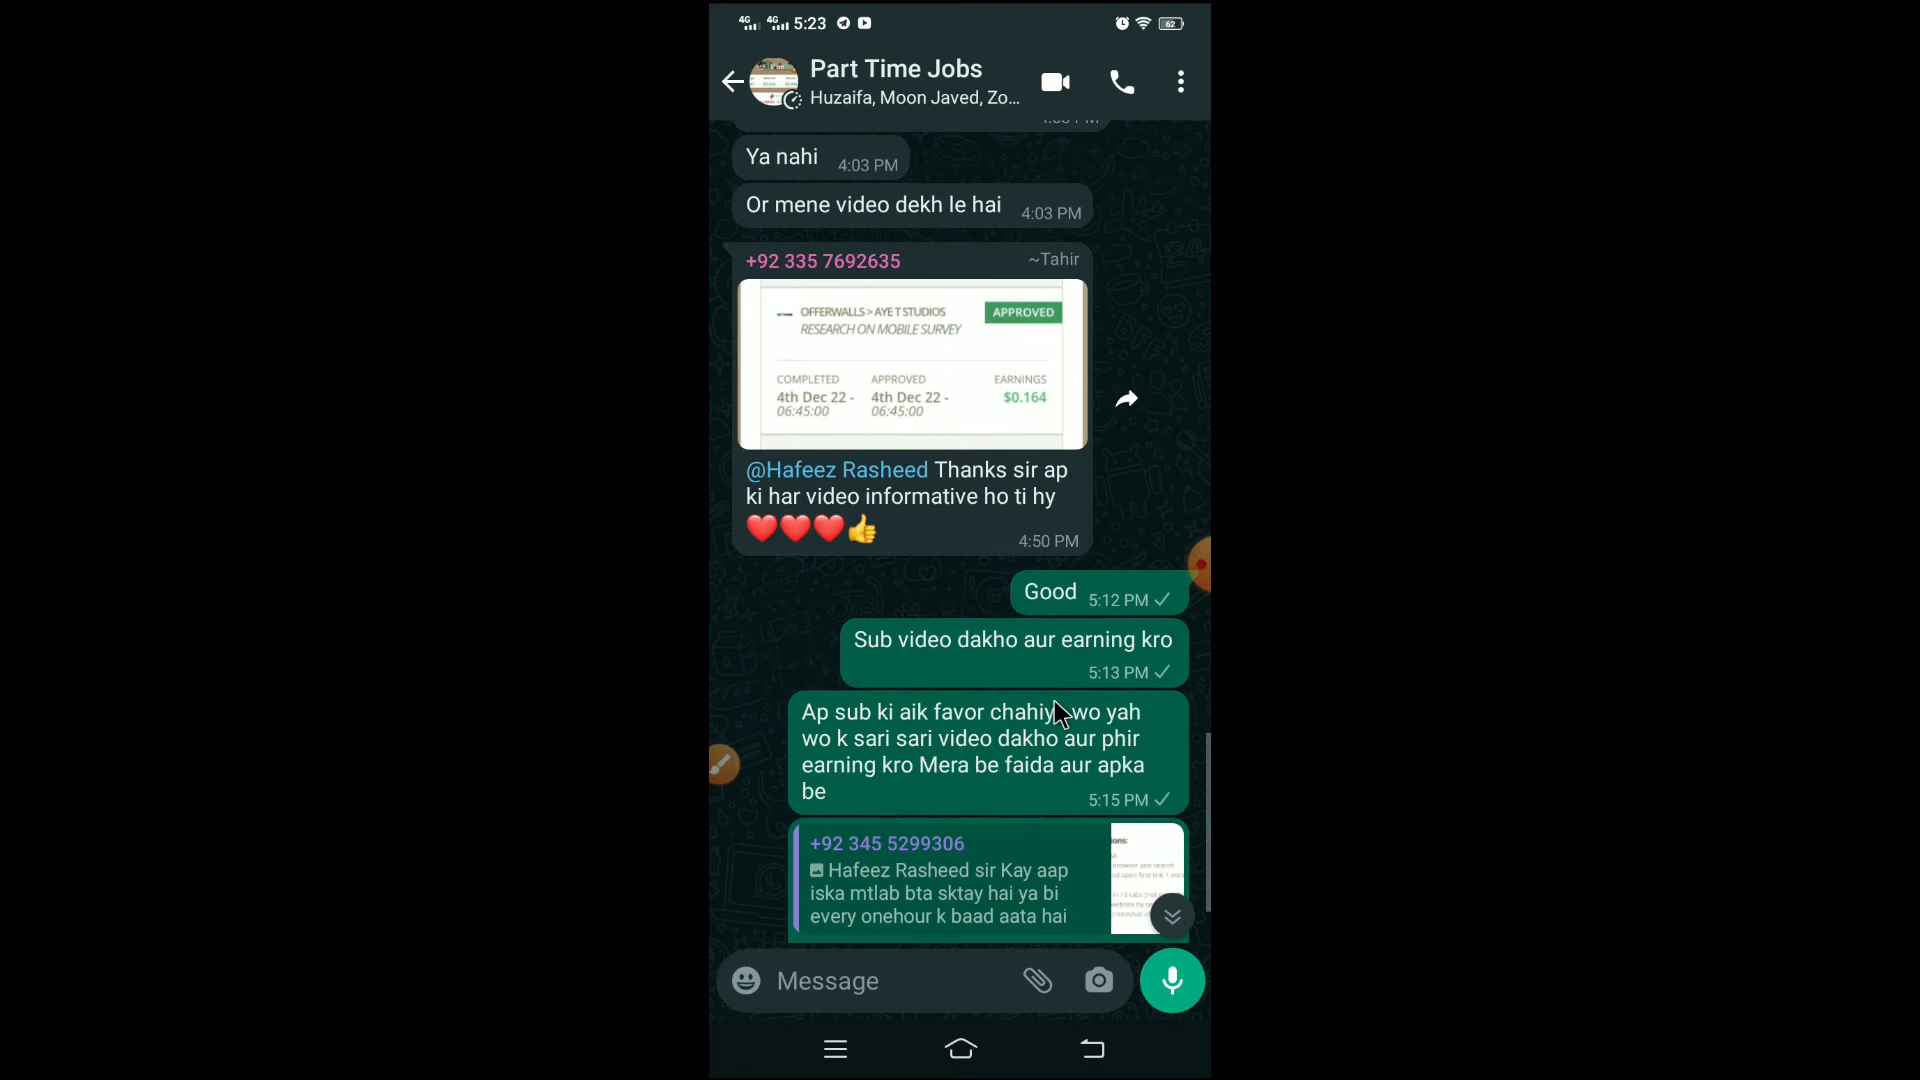 4G 4G 5:23 62
Part Time Jobs
Huzaifa, Moon Javed, Zo...
Ya nahi 4:03 PM
Or mene video dekh le hai 4:03 PM
+92 335 7692635 ~Tahir
OFFERWALLS > AYE T STUDIOS APPROVED
RESEARCH ON MOBILE SURVEY
COMPLETED APPROVED EARNINGS
4th Dec 22 - 4th Dec 22 - $0.164
06:45:00 06:45:00
@Hafeez Rasheed Thanks sir ap
ki har video informative ho ti hy
❤️❤️❤️👍 4:50 PM
Good 5:12 PM
Sub video dakho aur earning kro
5:13 PM
Ap sub ki aik favor chahiy wo yah
wo k sari sari video dakho aur phir
earning kro Mera be faida aur apka
be 5:15 PM
+92 345 5299306
Hafeez Rasheed sir Kay aap
iska mtlab bta sktay hai ya bi
every onehour k baad aata hai
Message